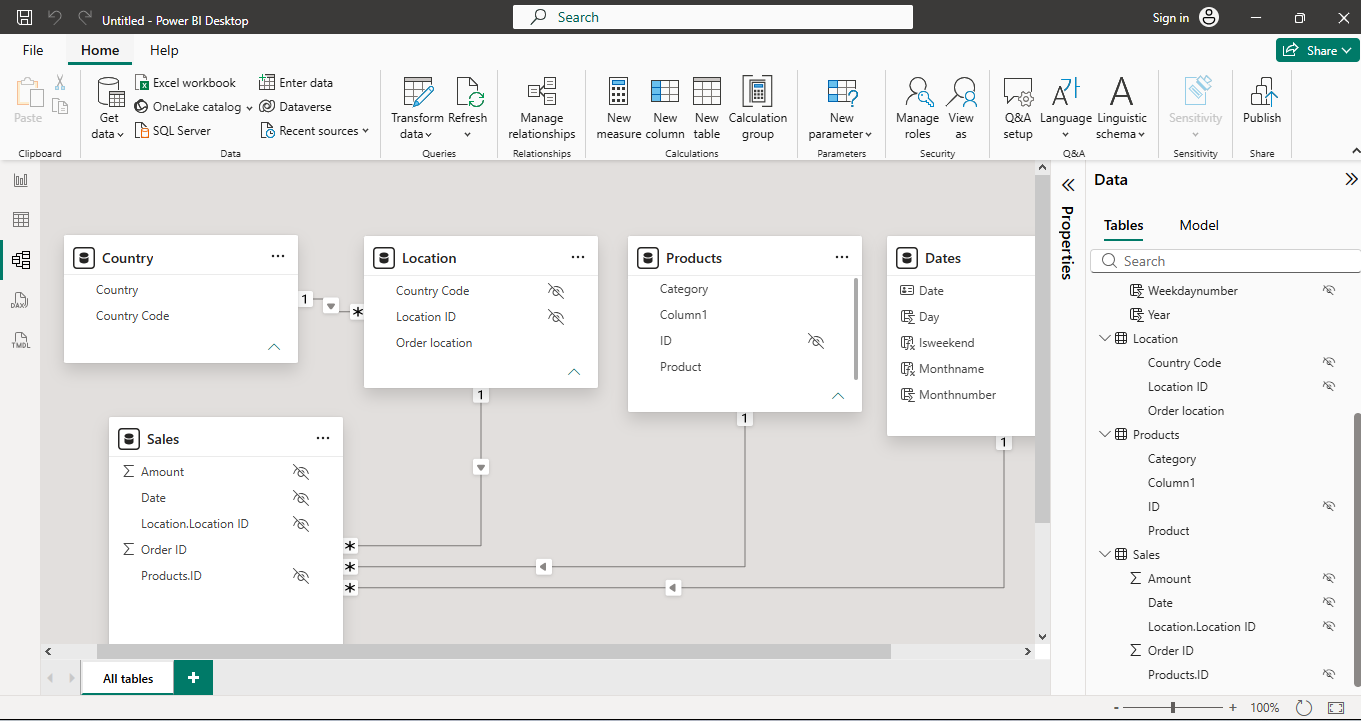 Untitled - Power BI Desktop
Search
Sign in
File
Home
Help
Share
Paste
Clipboard
Get data
Excel workbook
OneLake catalog
SQL Server
Enter data
Dataverse
Recent sources
Data
Transform data
Refresh
Queries
Manage relationships
Relationships
New measure
New column
New table
Calculation group
Calculations
New parameter
Parameters
Manage roles
View as
Security
Q&A setup
Language
Linguistic schema
Q&A
Sensitivity
Sensitivity
Publish
Share
DAX
TMDL
Country
Country
Country Code
1
*
Location
Country Code
Location ID
Order location
1
Products
Category
Column1
ID
Product
1
Dates
Date
Day
Isweekend
Monthname
Monthnumber
1
Sales
Amount
Date
Location.Location ID
Order ID
Products.ID
*
*
*
All tables
+
Properties
Data
Tables
Model
Search
Weekdaynumber
Year
Location
Country Code
Location ID
Order location
Products
Category
Column1
ID
Product
Sales
Amount
Date
Location.Location ID
Order ID
Products.ID
- + 100%